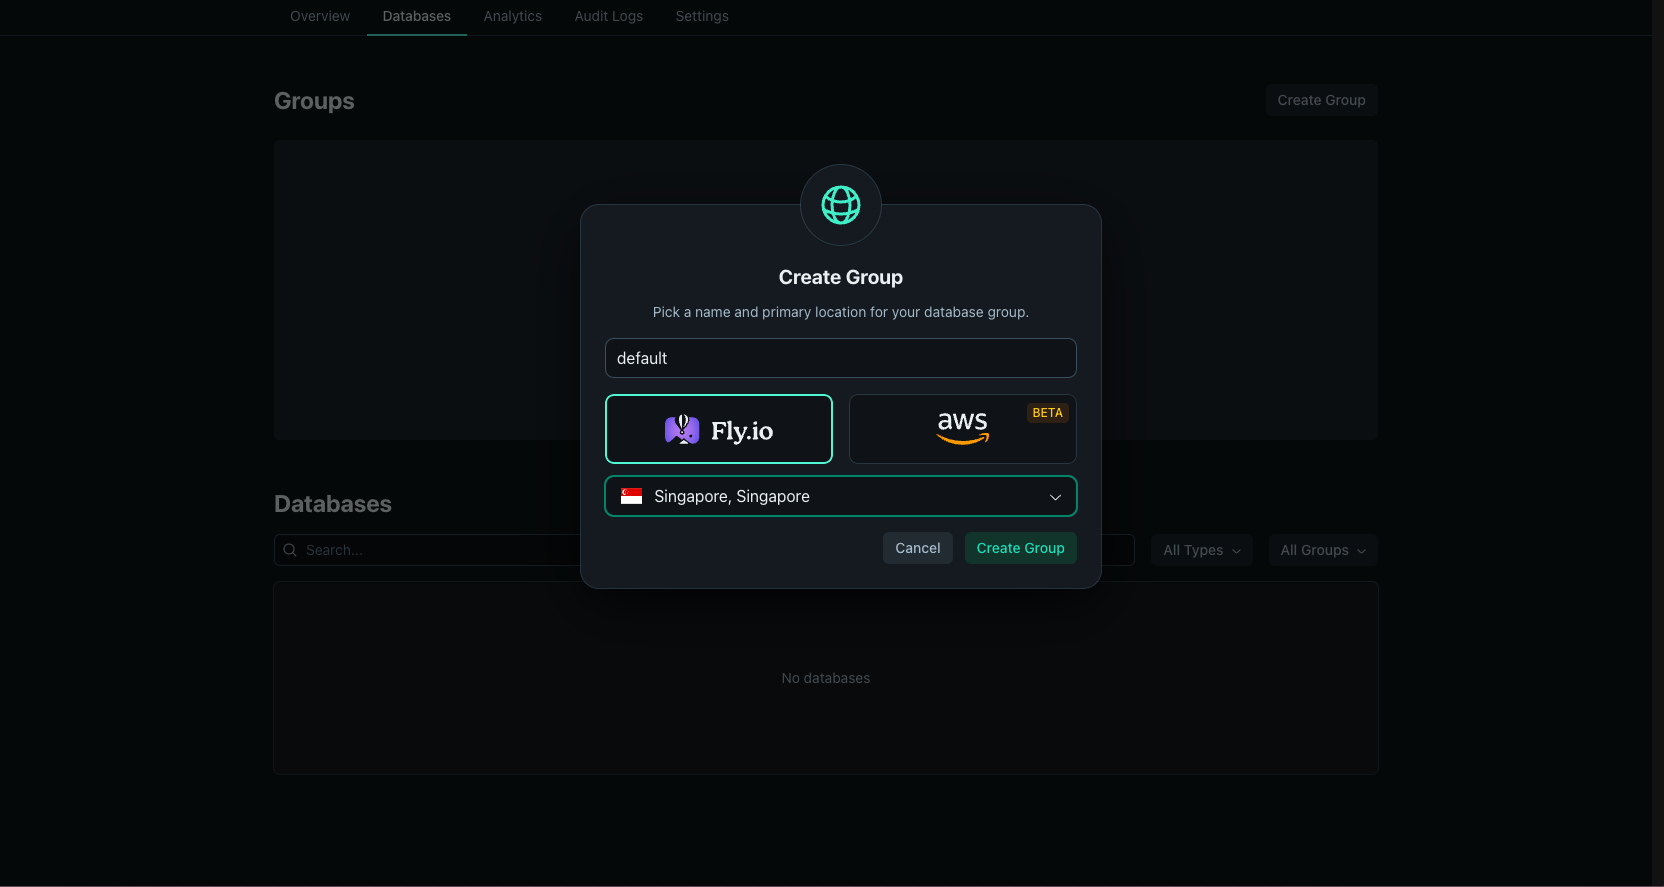 Overview Databases Analytics Audit Logs Settings
Groups
Create Group
Create Group
Pick a name and primary location for your database group.
default
Fly.io
aws
BETA
Singapore, Singapore
Cancel
Create Group
Databases
Search...
All Types
All Groups
No databases